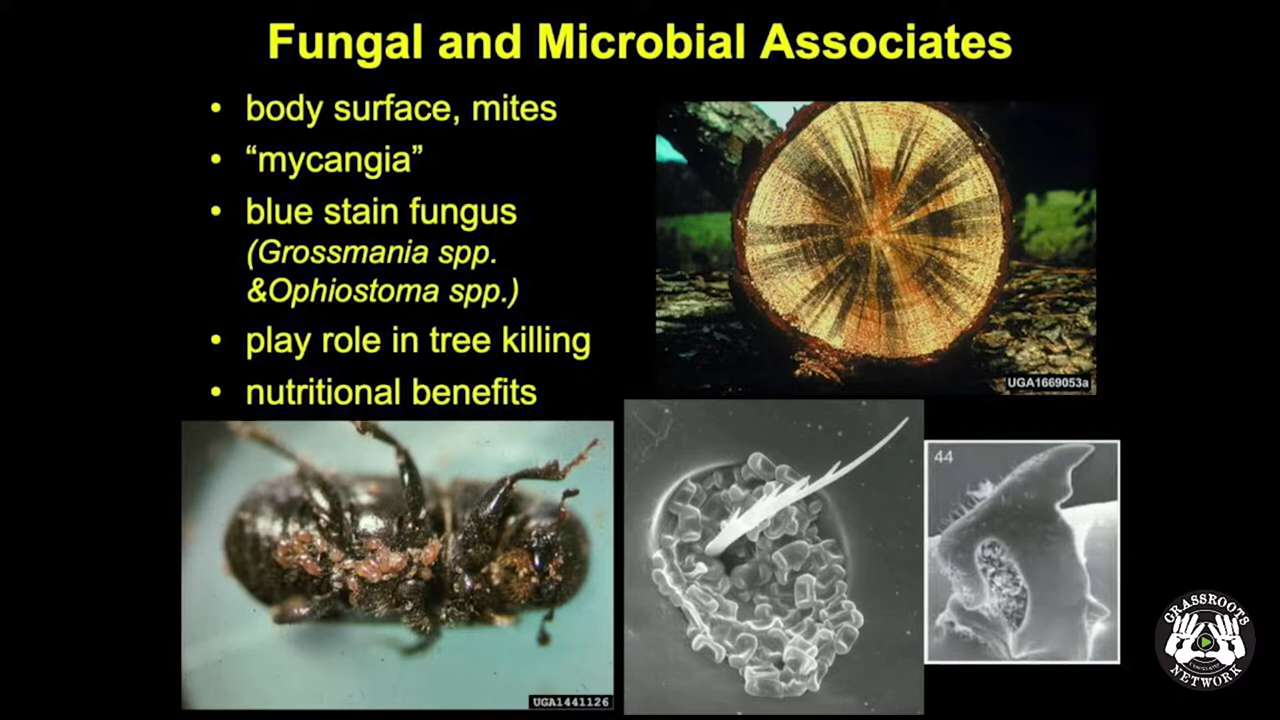 Fungal and Microbial Associates
• body surface, mites
• “mycangia”
• blue stain fungus
(Grossmania spp.
&Ophiostoma spp.)
• play role in tree killing
• nutritional benefits
UGA1669053a
44
UGA1441126
GRASSROOTS
NETWORK